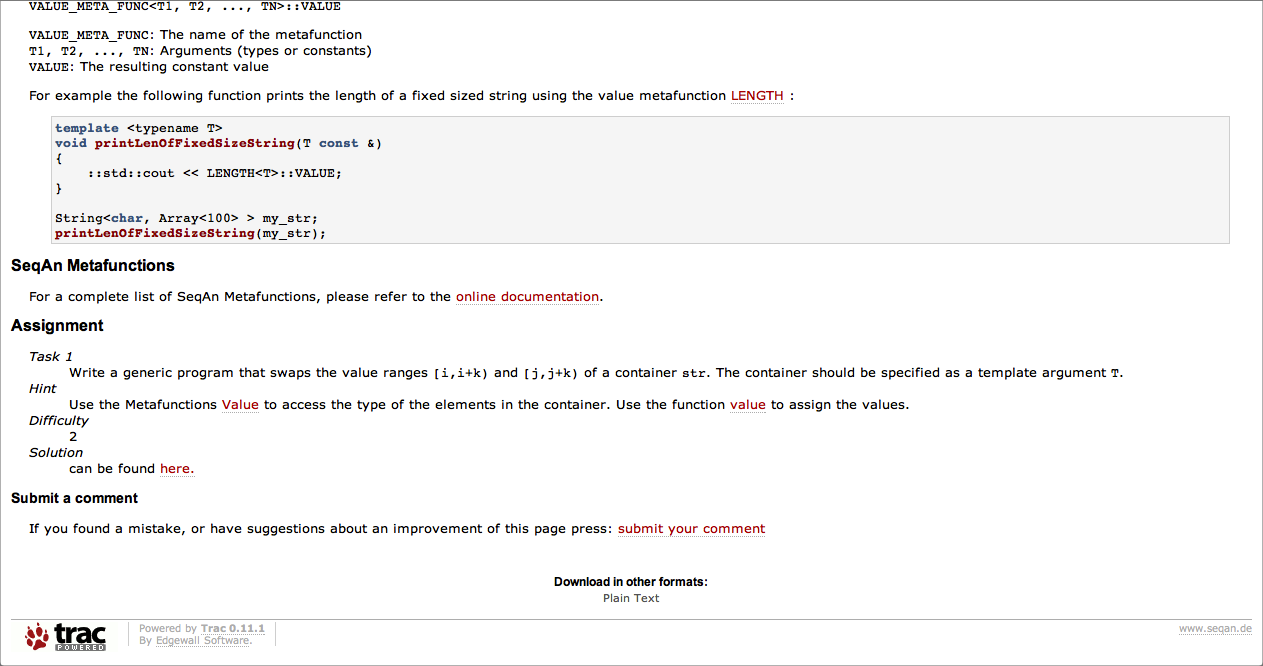 VALUE_META_FUNC<T1, T2, ..., TN>::VALUE
VALUE_META_FUNC: The name of the metafunction
T1, T2, ..., TN: Arguments (types or constants)
VALUE: The resulting constant value
For example the following function prints the length of a fixed sized string using the value metafunction LENGTH :
template <typename T>
void printLenOfFixedSizeString(T const &)
{
    ::std::cout << LENGTH<T>::VALUE;
}
String<char, Array<100> > my_str;
printLenOfFixedSizeString(my_str);
SeqAn Metafunctions
For a complete list of SeqAn Metafunctions, please refer to the online documentation.
Assignment
Task 1
Write a generic program that swaps the value ranges [i,i+k) and [j,j+k) of a container str. The container should be specified as a template argument T.
Hint
Use the Metafunctions Value to access the type of the elements in the container. Use the function value to assign the values.
Difficulty
2
Solution
can be found here.
Submit a comment
If you found a mistake, or have suggestions about an improvement of this page press: submit your comment
Download in other formats:
Plain Text
trac
POWERED
Powered by Trac 0.11.1
By Edgewall Software.
www.seqan.de